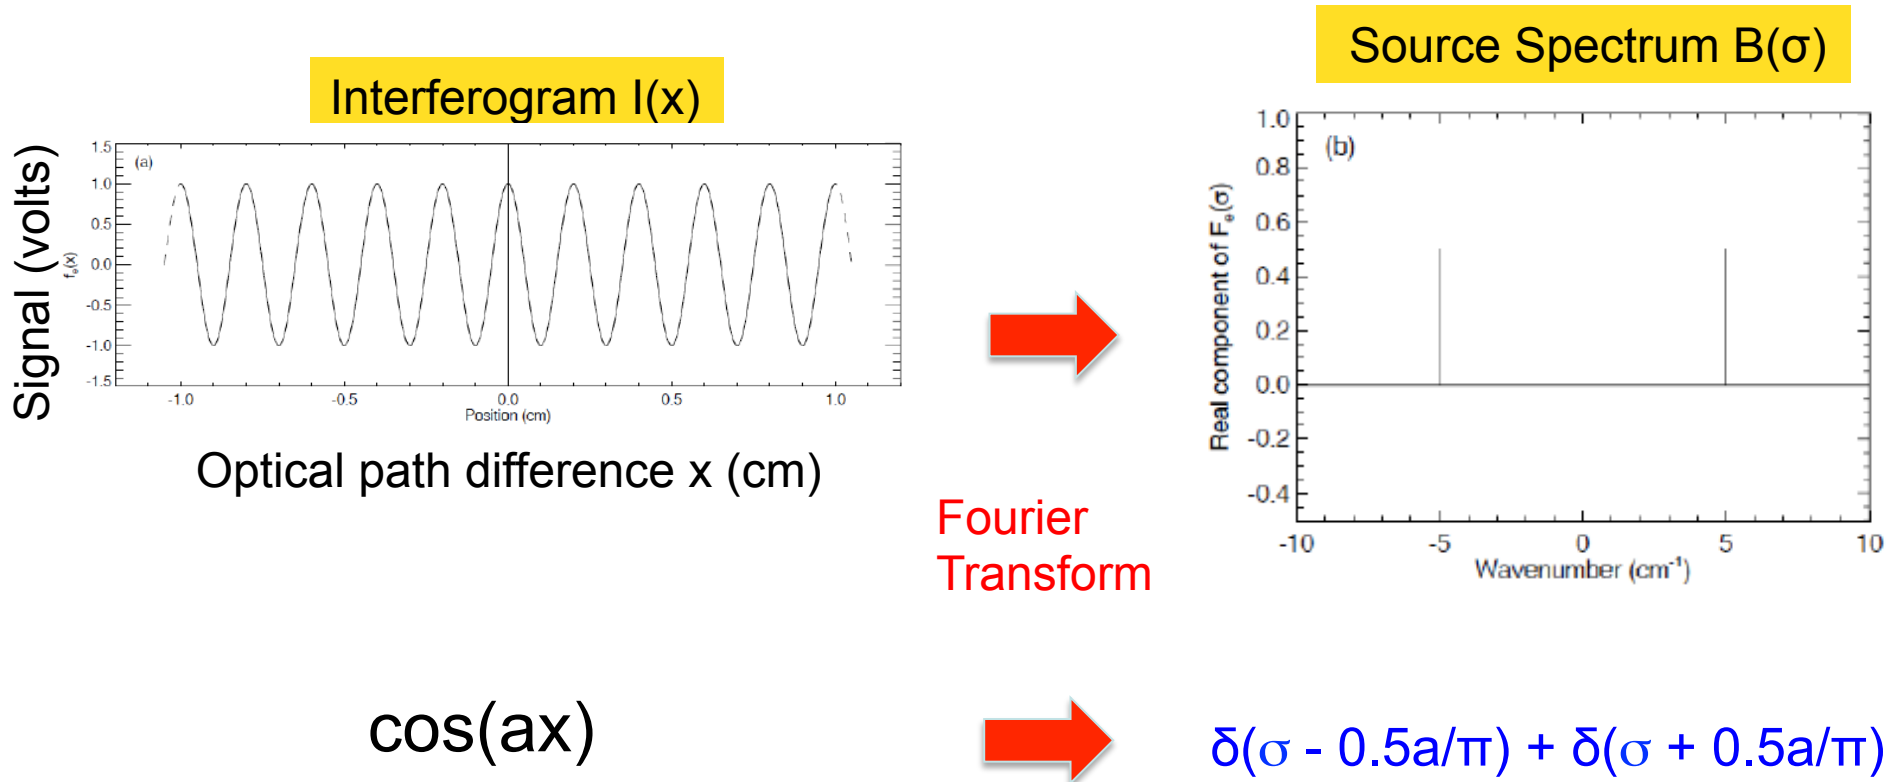 Interferogram I(x)
Source Spectrum B(σ)
Signal (volts)
fₑ(x)
(a)
1.5
1.0
0.5
0.0
-0.5
-1.0
-1.5
-1.0 -0.5 0.0 0.5 1.0
Position (cm)
Optical path difference x (cm)
Real component of Fₑ(σ)
(b)
1.0
0.8
0.6
0.4
0.2
0.0
-0.2
-0.4
-10 -5 0 5 10
Wavenumber (cm⁻¹)
Fourier
Transform
cos(ax)
δ(σ - 0.5a/π) + δ(σ + 0.5a/π)